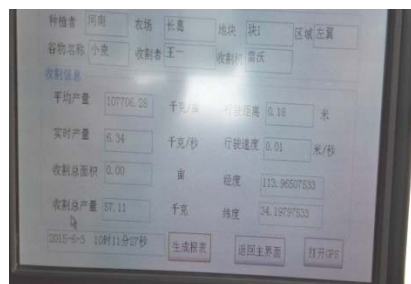 种植者 河南 农场 长葛 地块 块1 区域 左翼
谷物名称 小麦 收割者 王一 收割机 雷沃
收割信息
平均产量 107706.28 千克/亩 行驶距离 0.18 米
实时产量 6.34 千克/秒 行驶速度 0.01 米/秒
收割总面积 0.00 亩 经度 113.96507533
收割总产量 57.11 千克 纬度 34.19797533
2015-6-5 10时11分27秒 生成报表 返回主界面 打开GPS